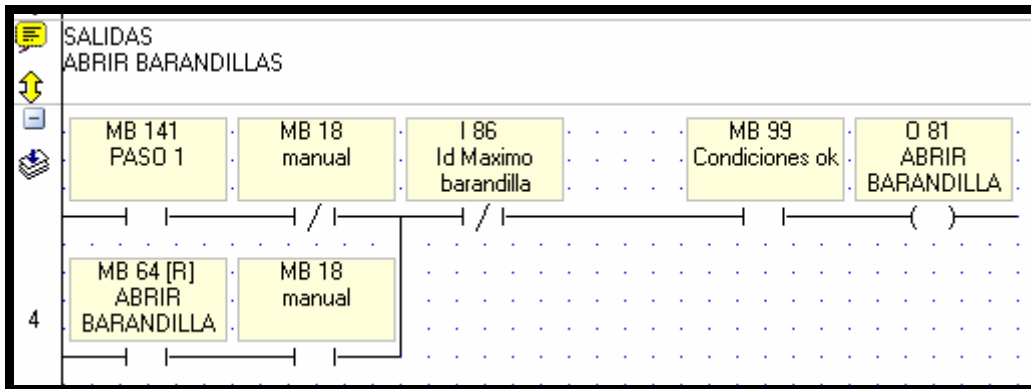 SALIDAS
ABRIR BARANDILLAS
MB 141
PASO 1
MB 18
manual
I 86
Id Maximo
barandilla
MB 99
Condiciones ok
O 81
ABRIR
BARANDILLA
MB 64 [R]
ABRIR
BARANDILLA
MB 18
manual
4